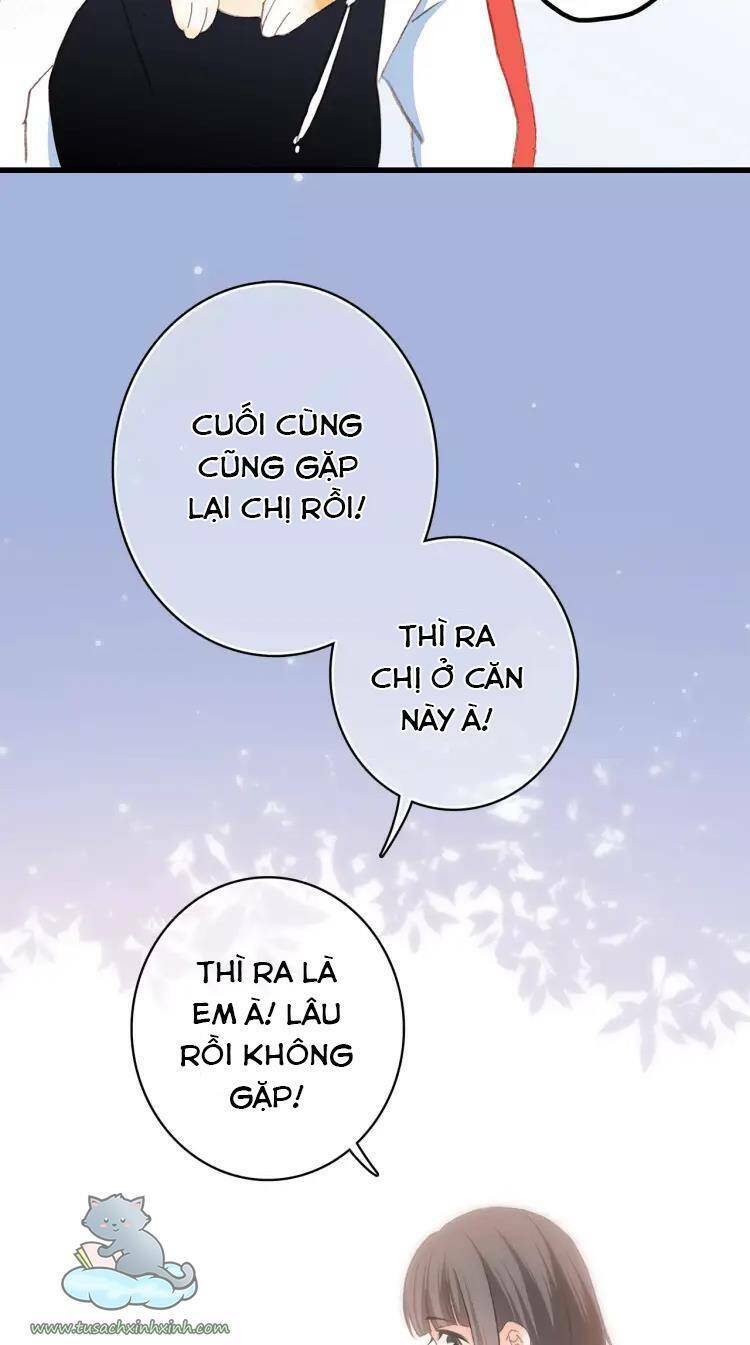 CUỐI CÙNG
CŨNG GẶP
LẠI CHỊ RỒI!
THÌ RA
CHỊ Ở CĂN
NÀY À!
THÌ RA LÀ
EM À! LÂU
RỒI KHÔNG
GẶP!
www.tusachxinhxinh.com